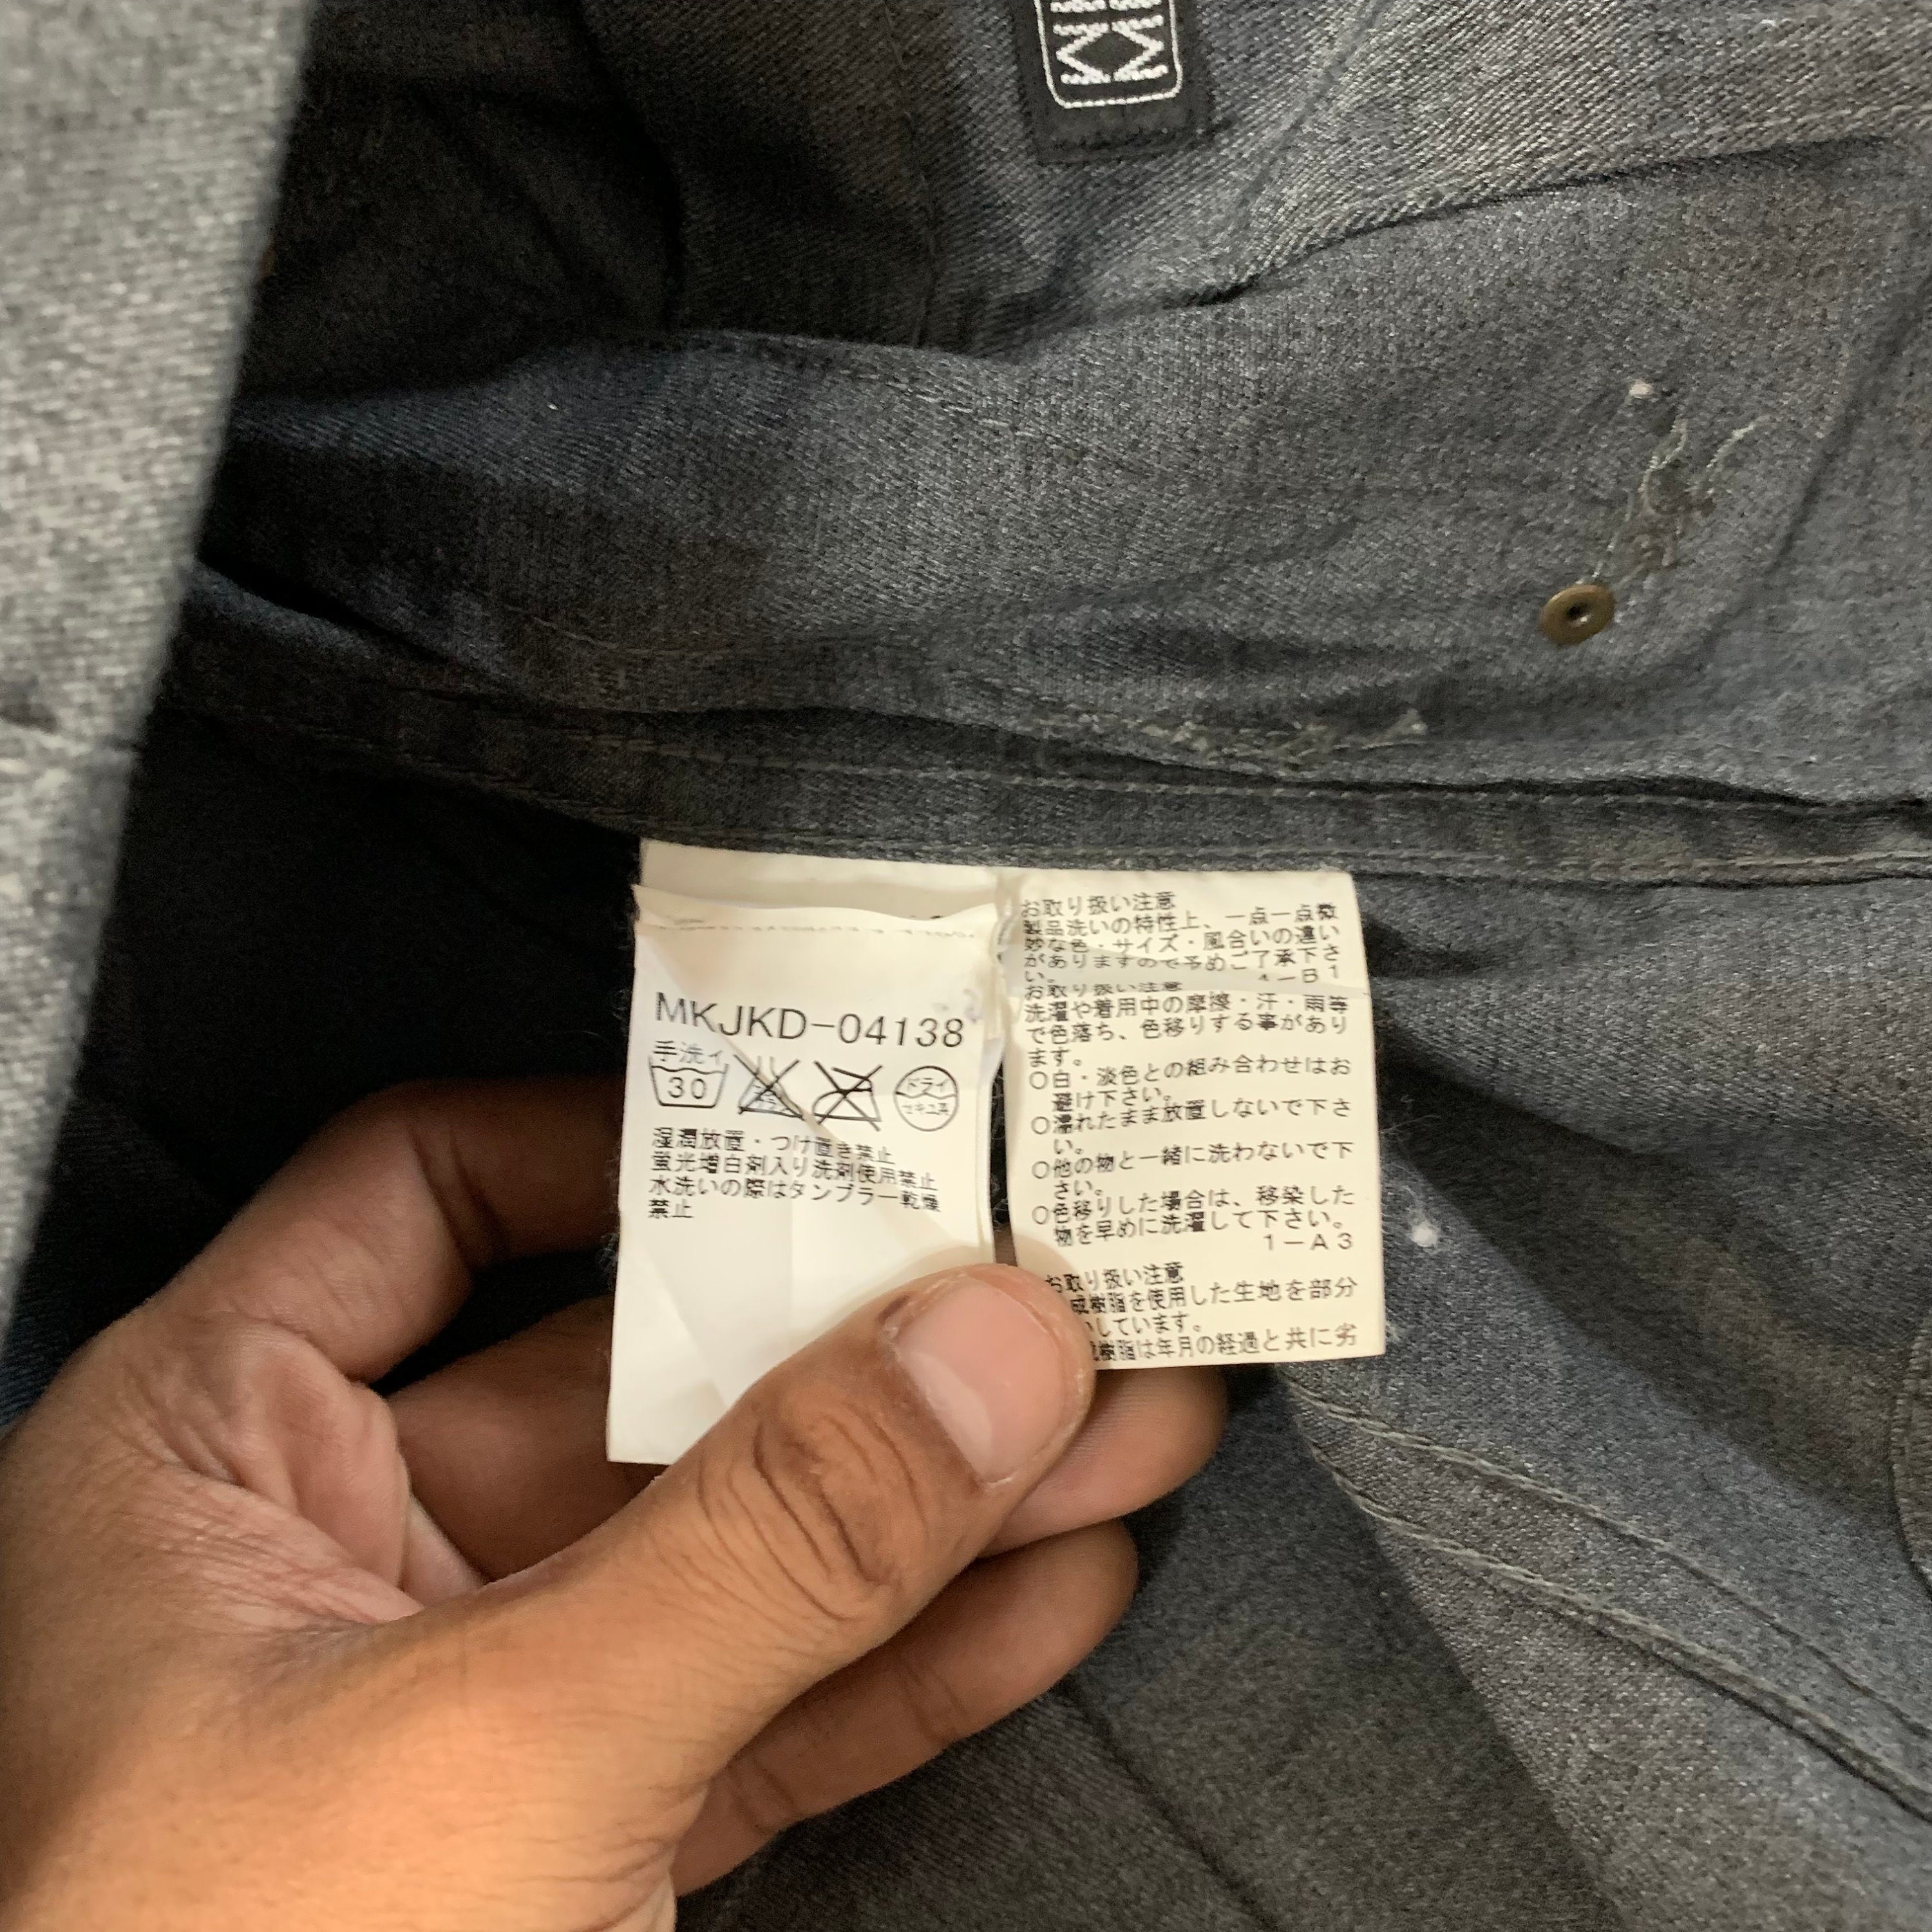 MKJKD-04138
手洗イ
30
ドライ
セキユ系
湿潤放置・つけ置き禁止
蛍光増白剤入り洗剤使用禁止
水洗いの際はタンブラー乾燥
禁止
お取り扱い注意
製品洗いの特性上、一点一点微
妙な色・サイズ・風合いの違い
がありますので予めご了承下さ
い。
1-B1
お取り扱い注意
洗濯や着用中の摩擦・汗・雨等
で色落ち、色移りする事があり
ます。
○白・淡色との組み合わせはお
避け下さい。
○濡れたまま放置しないで下さ
い。
○他の物と一緒に洗わないで下
さい。
○色移りした場合は、移染した
物を早めに洗濯して下さい。
1-A3
お取り扱い注意
成樹脂を使用した生地を部分
しています。
樹脂は年月の経過と共に劣